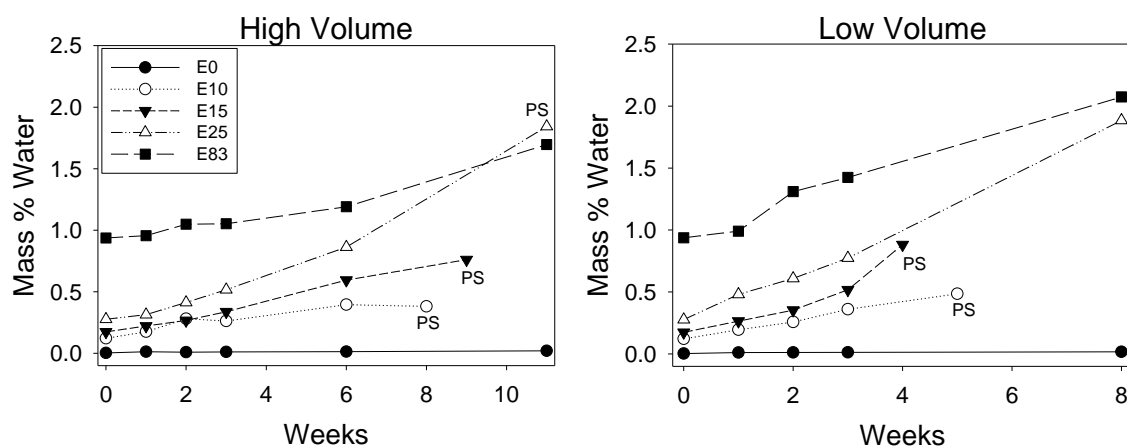 High Volume
2.5
2.0
1.5
1.0
0.5
0.0
Mass % Water
E0
E10
E15
E25
E83
PS
PS
PS
0 2 4 6 8 10
Weeks
Low Volume
2.5
2.0
1.5
1.0
0.5
0.0
Mass % Water
PS
PS
0 2 4 6 8
Weeks